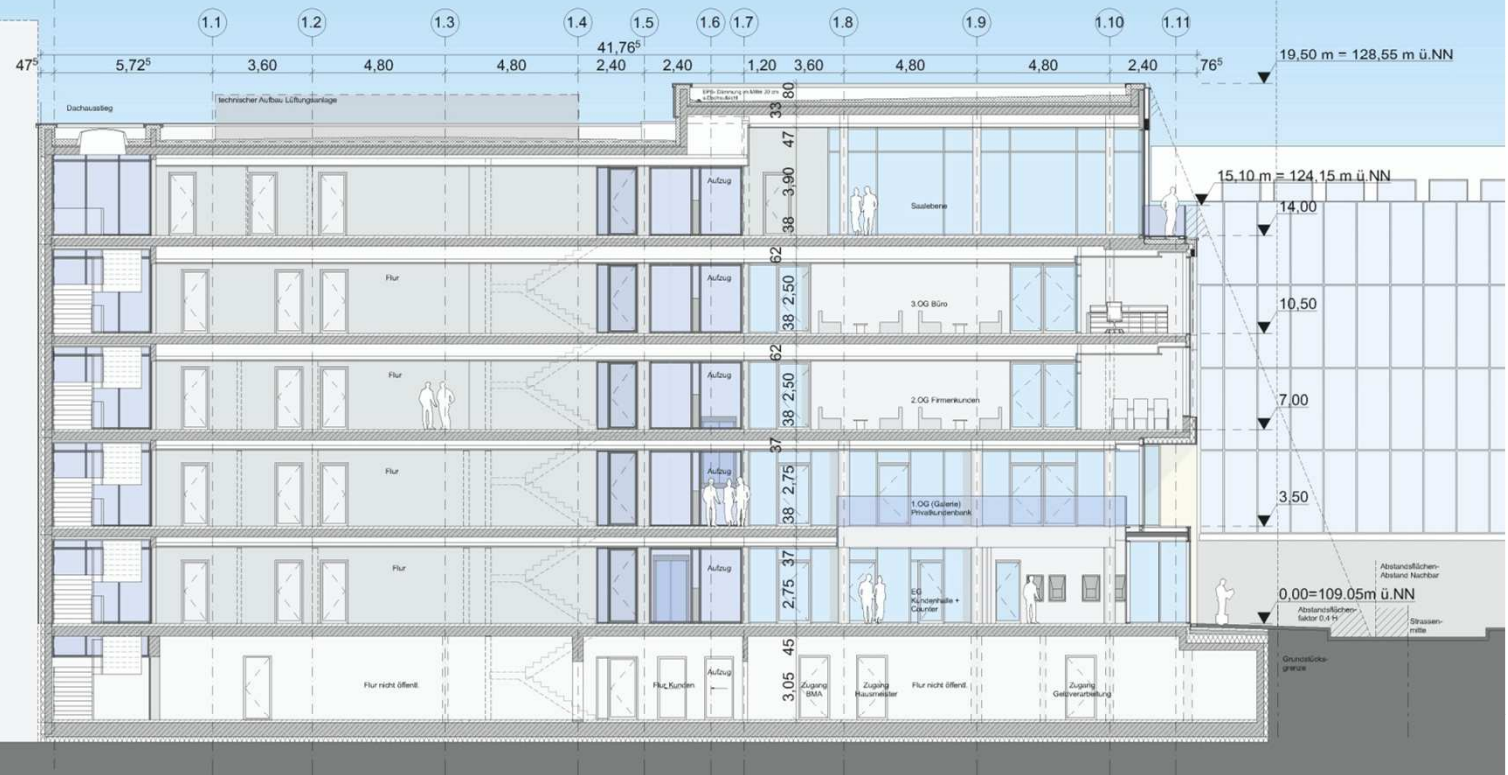 1.1 1.2 1.3 1.4 1.5 1.6 1.7 1.8 1.9 1.10 1.11
41,76⁵
47⁵ 5,72⁵ 3,60 4,80 4,80 2,40 2,40 1,20 3,60 4,80 4,80 2,40 76⁵
19,50 m = 128,55 m ü.NN
Dachausstieg
technischer Aufbau Lüftungsanlage
80
33
47
3,90
38
Aufzug
Saalebene
15,10 m = 124,15 m ü.NN
14,00
62
2,50
38
Flur
Aufzug
3.OG Büro
10,50
62
2,50
38
Flur
Aufzug
2.OG Firmenkunden
7,00
37
2,75
38
Flur
Aufzug
1.OG (Galerie)
Privatkundenbank
3,50
37
2,75
Flur
Aufzug
EG
Kundenhalle +
Counter
Abstandsflächen-
Abstand Nachbar
0,00=109.05m ü.NN
Abstandsflächen-
faktor 0,4 H
Strassen-
mitte
45
3,05
Flur nicht öffentl.
Flur Kunden
Aufzug
Zugang
BMA
Zugang
Hausmeister
Flur nicht öffentl.
Zugang
Geldverarbeitung
Grundstücks-
grenze